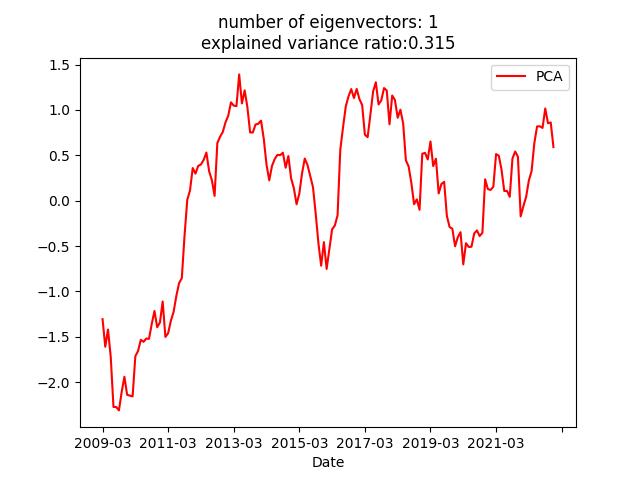 number of eigenvectors: 1
explained variance ratio:0.315
PCA
1.5
1.0
0.5
0.0
−0.5
−1.0
−1.5
−2.0
2009-03 2011-03 2013-03 2015-03 2017-03 2019-03 2021-03
Date